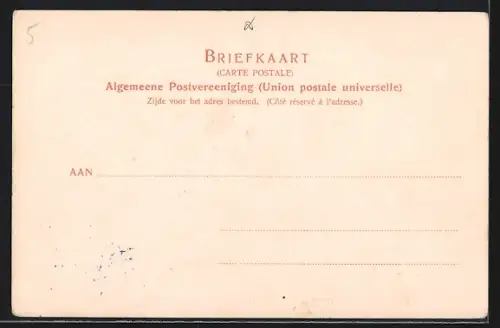 5
BRIEFKAART
(CARTE POSTALE)
Algemeene Postvereeniging (Union postale universelle)
Zijde voor het adres bestemd. (Côté réservé à l'adresse.)
AAN